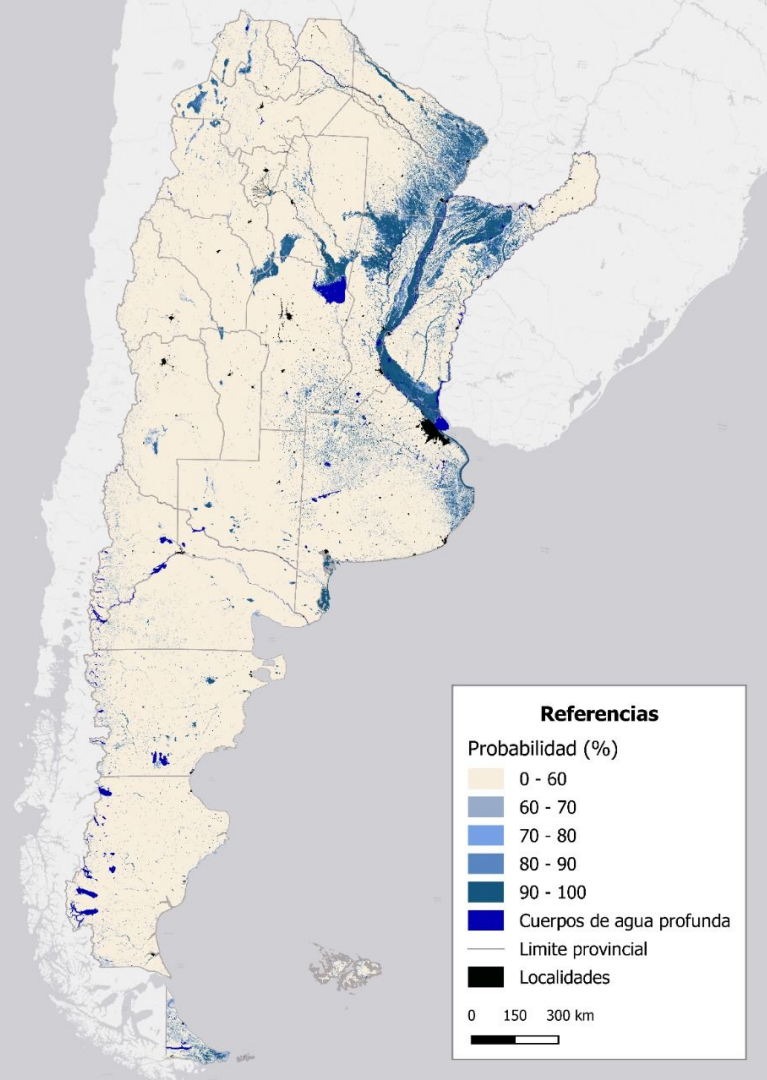 Referencias
Probabilidad (%)
0 - 60
60 - 70
70 - 80
80 - 90
90 - 100
Cuerpos de agua profunda
Limite provincial
Localidades
0 150 300 km